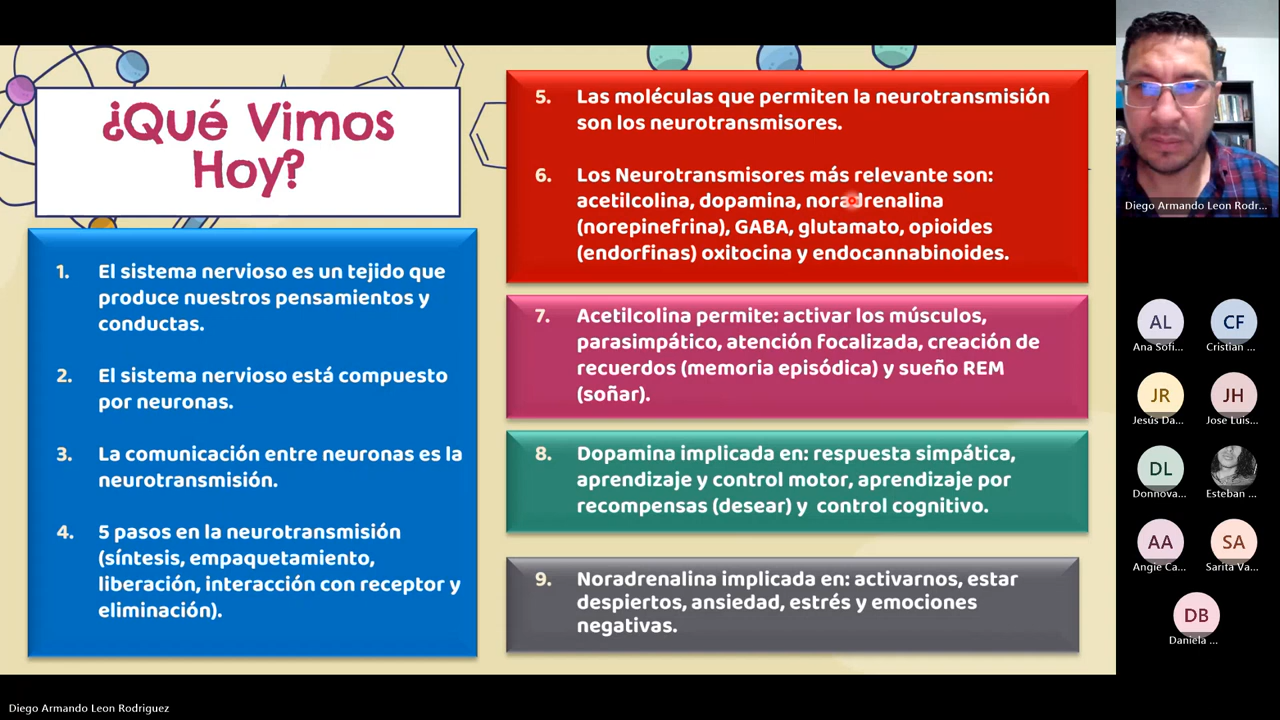 ¿Qué Vimos
Hoy?
1. El sistema nervioso es un tejido que
produce nuestros pensamientos y
conductas.
2. El sistema nervioso está compuesto
por neuronas.
3. La comunicación entre neuronas es la
neurotransmisión.
4. 5 pasos en la neurotransmisión
(síntesis, empaquetamiento,
liberación, interacción con receptor y
eliminación).
5. Las moléculas que permiten la neurotransmisión
son los neurotransmisores.
6. Los Neurotransmisores más relevante son:
acetilcolina, dopamina, noradrenalina
(norepinefrina), GABA, glutamato, opioides
(endorfinas) oxitocina y endocannabinoides.
7. Acetilcolina permite: activar los músculos,
parasimpático, atención focalizada, creación de
recuerdos (memoria episódica) y sueño REM
(soñar).
8. Dopamina implicada en: respuesta simpática,
aprendizaje y control motor, aprendizaje por
recompensas (desear) y control cognitivo.
9. Noradrenalina implicada en: activarnos, estar
despiertos, ansiedad, estrés y emociones
negativas.
Diego Armando Leon Rodr...
AL
Ana Sofi...
CF
Cristian ...
JR
Jesús Da...
JH
Jose Luis...
DL
Donnova...
Esteban ...
AA
Angie Ca...
SA
Sarita Va...
DB
Daniela ...
Diego Armando Leon Rodriguez